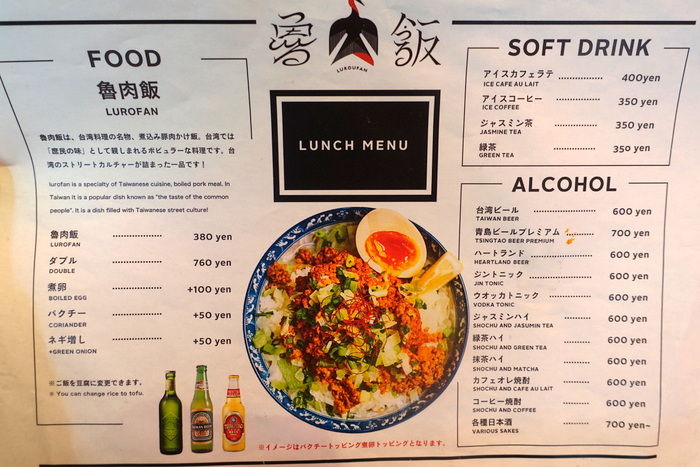 魯飯
LUROUFAN
FOOD
魯肉飯
LUROFAN
魯肉飯は、台湾料理の名物、煮込み豚肉かけ飯。台湾では
「庶民の味」として親しまれるポピュラーな料理です。台
湾のストリートカルチャーが詰まった一品です！
lurofan is a specialty of Taiwanese cuisine, boiled pork meal. In
Taiwan it is a popular dish known as "the taste of the common
people". It is a dish filled with Taiwanese street culture!
魯肉飯 380 yen
LUROFAN
ダブル 760 yen
DOUBLE
煮卵 +100 yen
BOILED EGG
パクチー +50 yen
CORIANDER
ネギ増し +50 yen
+GREEN ONION
※ご飯を豆腐に変更できます。
※ You can change rice to tofu.
LUNCH MENU
※イメージはパクチートッピング煮卵トッピングとなります。
SOFT DRINK
アイスカフェラテ 400yen
ICE CAFE AU LAIT
アイスコーヒー 350 yen
ICE COFFEE
ジャスミン茶 350 yen
JASMINE TEA
緑茶 350 yen
GREEN TEA
ALCOHOL
台湾ビール 600 yen
TAIWAN BEER
青島ビールプレミアム 700 yen
TSINGTAO BEER PREMIUM
ハートランド 600 yen
HEARTLAND BEER
ジントニック 600 yen
JIN TONIC
ウオッカトニック 600 yen
VODKA TONIC
ジャスミンハイ 600 yen
SHOCHU AND JASUMIN TEA
緑茶ハイ 600 yen
SHOCHU AND GREEN TEA
抹茶ハイ 600 yen
SHOCHU AND MATCHA
カフェオレ焼酎 600 yen
SHOCHU AND CAFE AU LAIT
コーヒー焼酎 600 yen
SHOCHU AND COFFEE
各種日本酒 700 yen~
VARIOUS SAKES